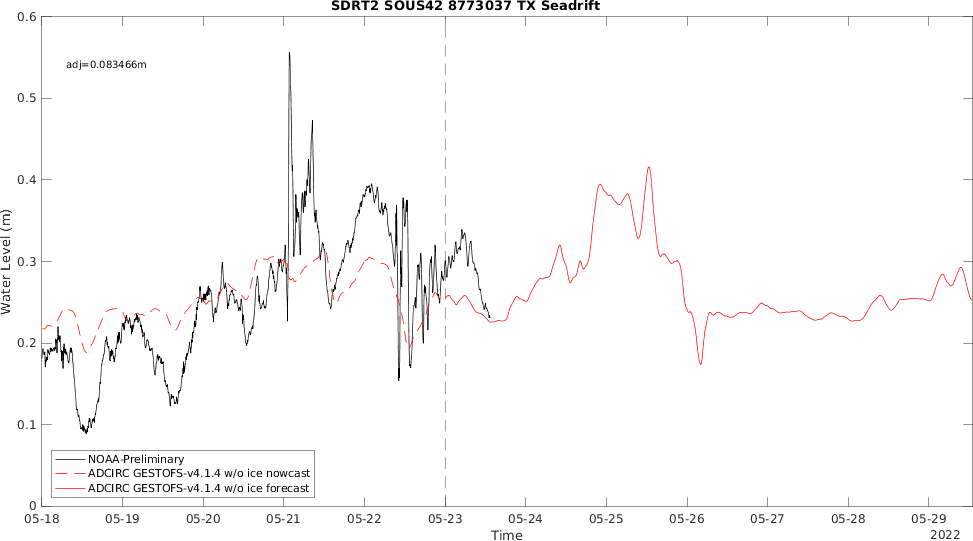 SDRT2 SOUS42 8773037 TX Seadrift
adj=0.083466m
Water Level (m)
0.6
0.5
0.4
0.3
0.2
0.1
0
NOAA-Preliminary
ADCIRC GESTOFS-v4.1.4 w/o ice nowcast
ADCIRC GESTOFS-v4.1.4 w/o ice forecast
05-18 05-19 05-20 05-21 05-22 05-23 05-24 05-25 05-26 05-27 05-28 05-29
2022
Time